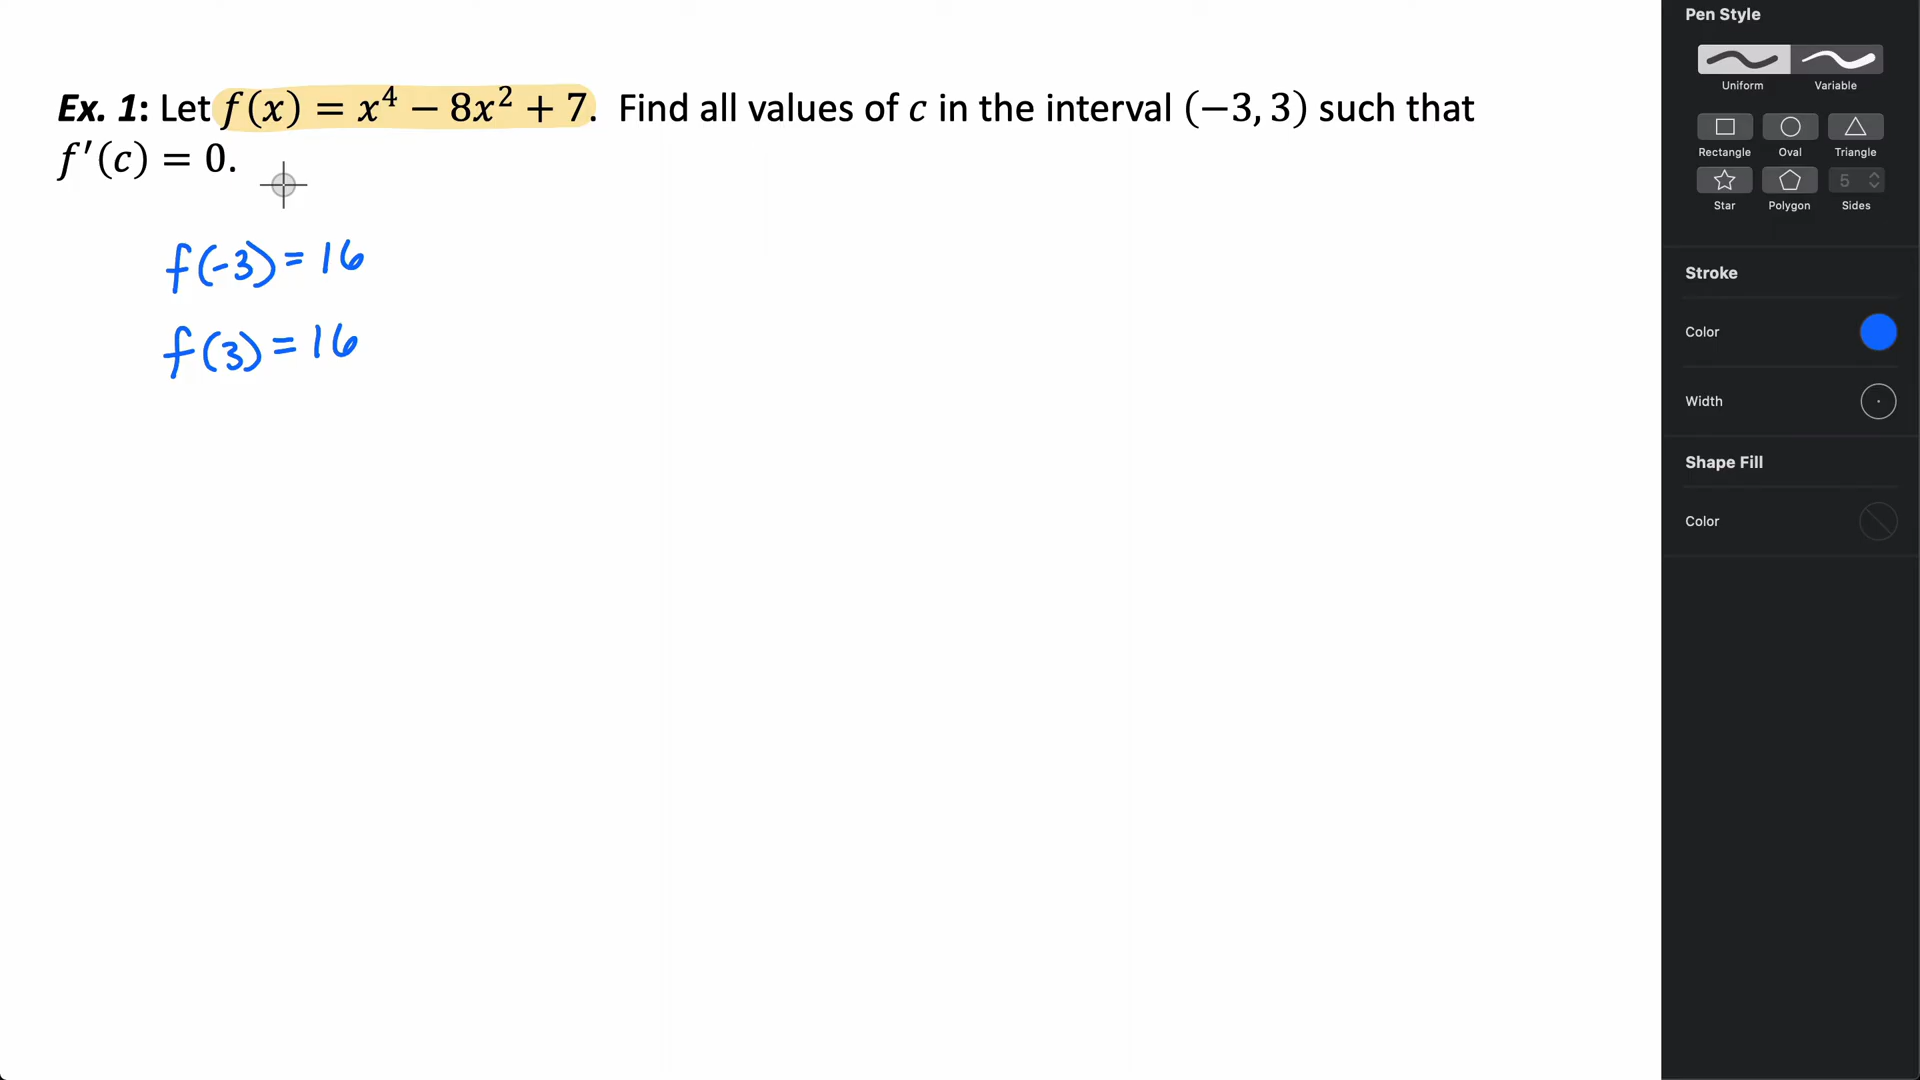 Ex. 1: Let f(x) = x⁴ − 8x² + 7. Find all values of c in the interval (−3, 3) such that
f′(c) = 0.
f(-3) = 16
f(3) = 16
Pen Style
Uniform Variable
Rectangle Oval Triangle
5
Star Polygon Sides
Stroke
Color
Width
Shape Fill
Color